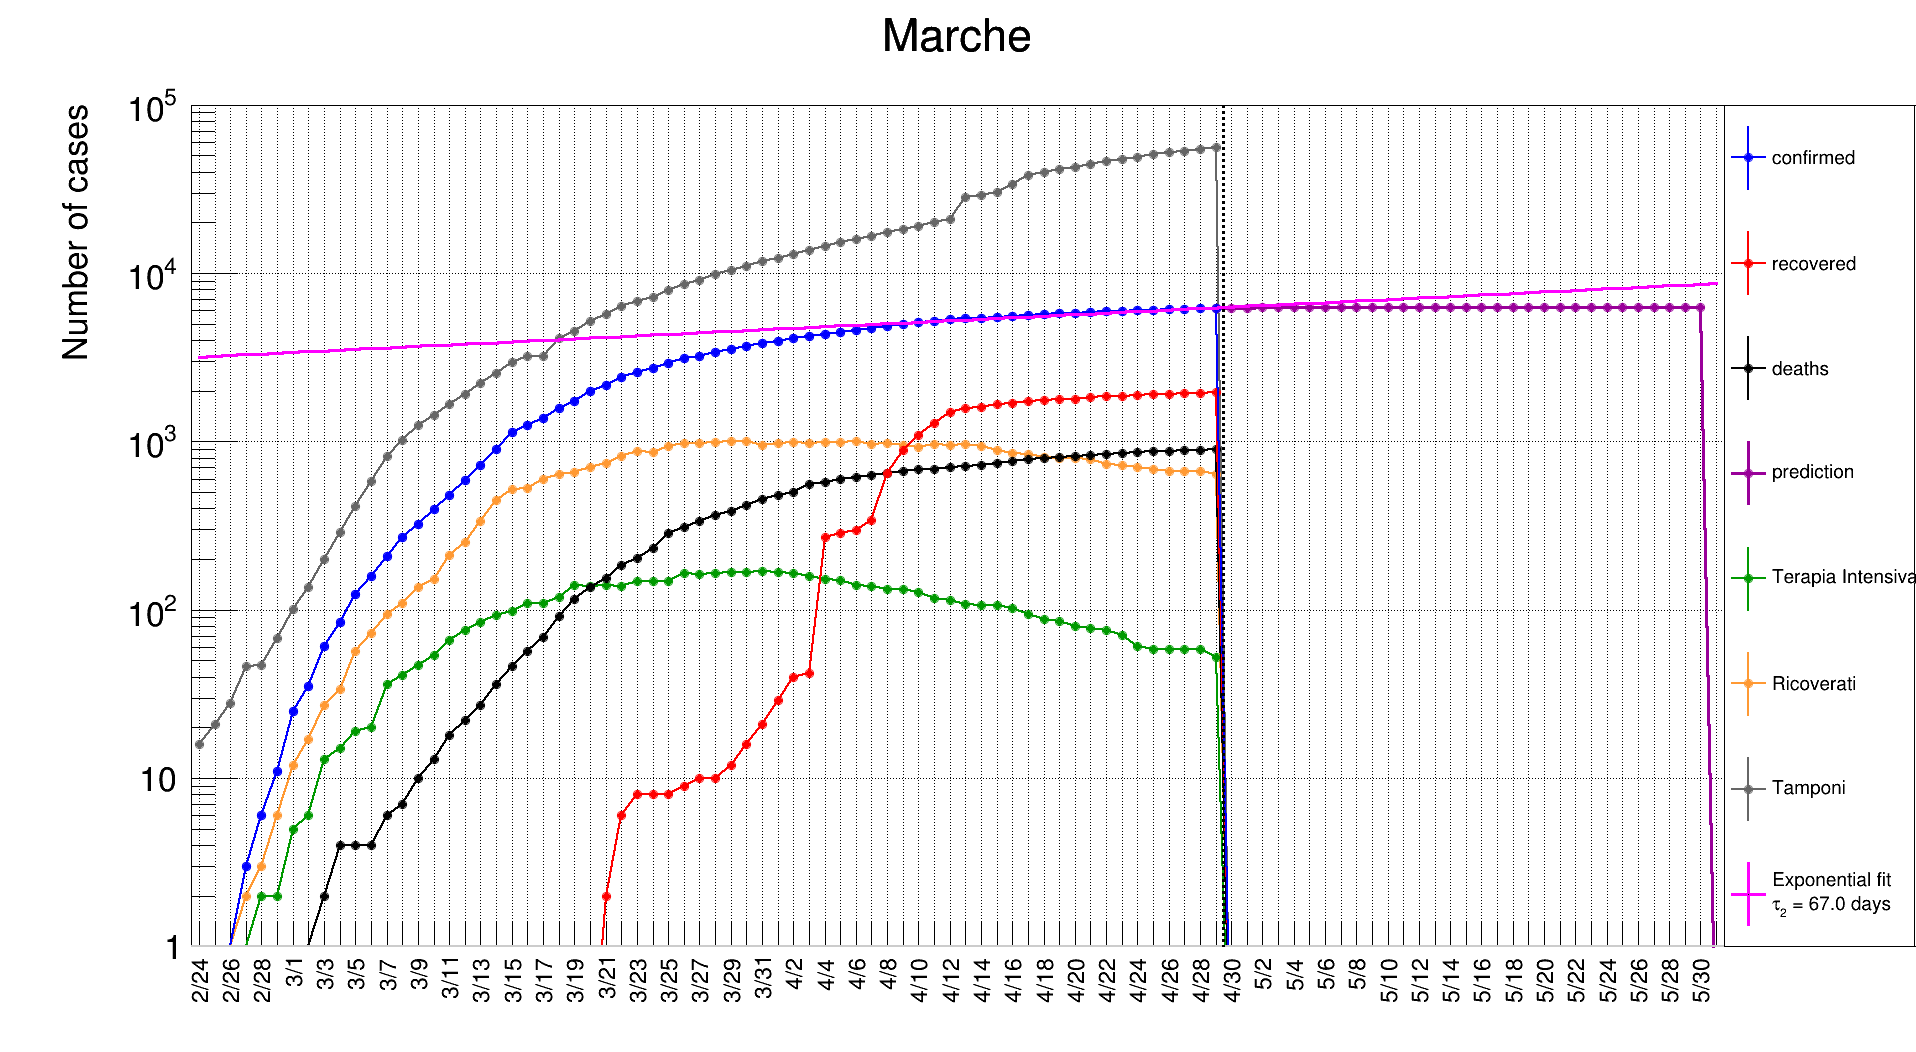 Marche
Number of cases
10^5
10^4
10^3
10^2
10
1
2/24 2/26 2/28 3/1 3/3 3/5 3/7 3/9 3/11 3/13 3/15 3/17 3/19 3/21 3/23 3/25 3/27 3/29 3/31 4/2 4/4 4/6 4/8 4/10 4/12 4/14 4/16 4/18 4/20 4/22 4/24 4/26 4/28 4/30 5/2 5/4 5/6 5/8 5/10 5/12 5/14 5/16 5/18 5/20 5/22 5/24 5/26 5/28 5/30
confirmed
recovered
deaths
prediction
Terapia Intensiva
Ricoverati
Tamponi
Exponential fit
τ₂ = 67.0 days